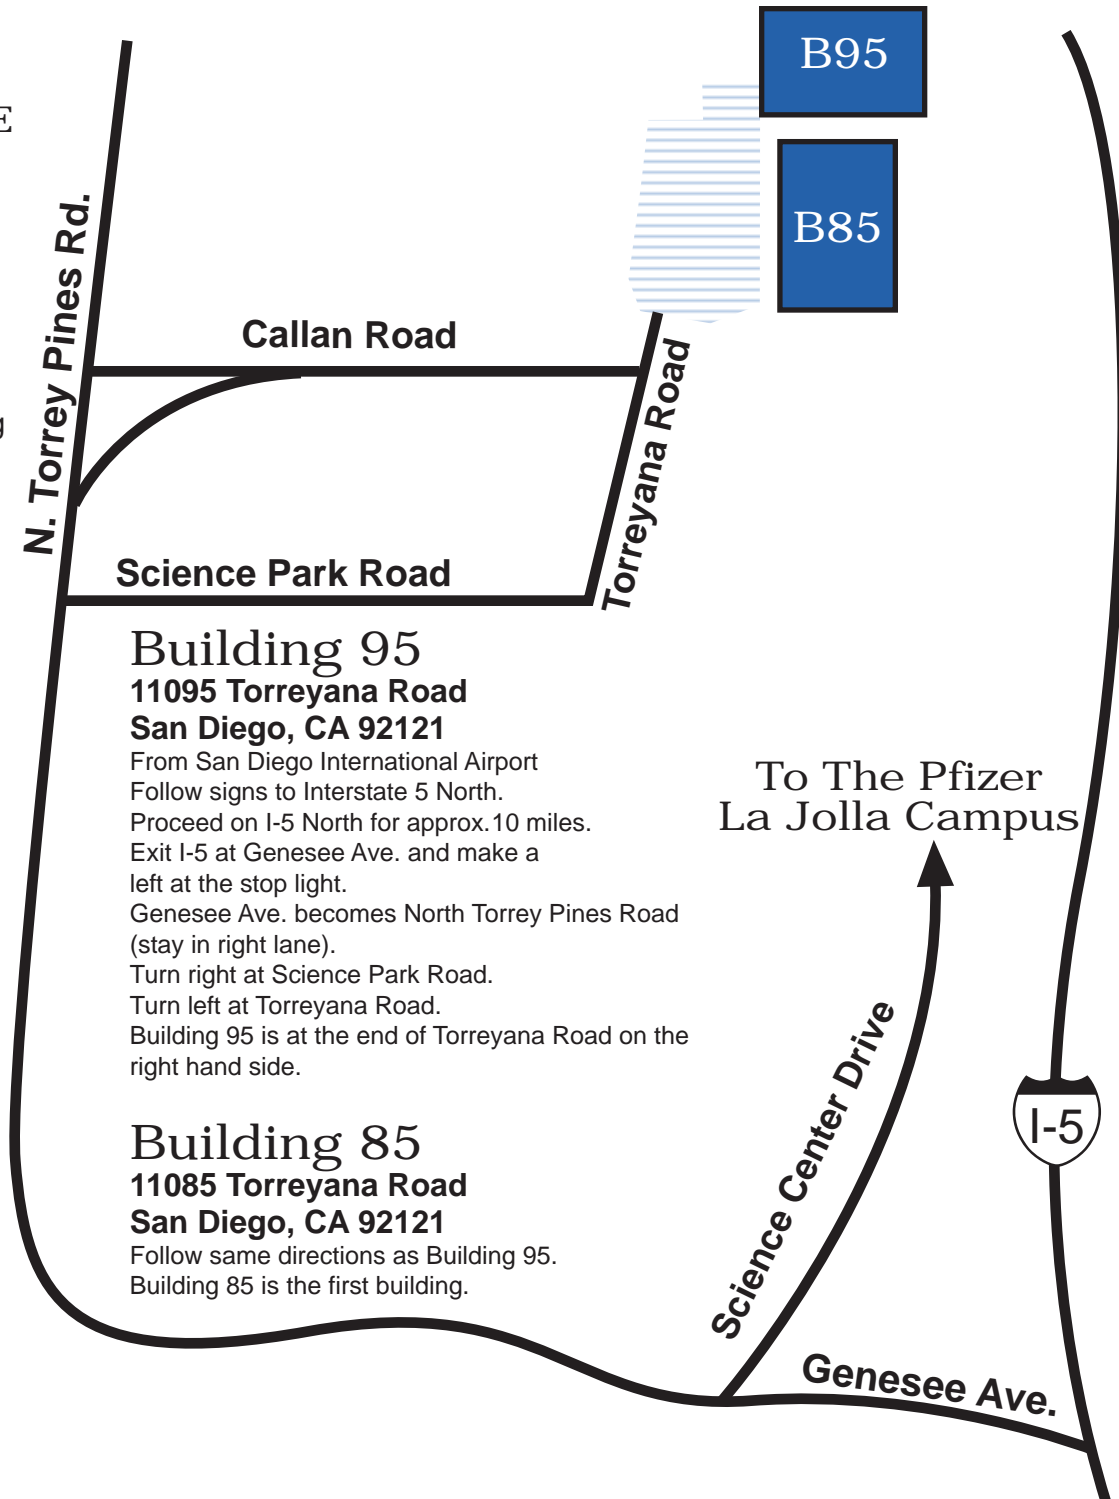 B95
E
B85
N. Torrey Pines Rd.
Callan Road
Torreyana Road
g
Science Park Road
Building 95
11095 Torreyana Road
San Diego, CA 92121
From San Diego International Airport
Follow signs to Interstate 5 North.
Proceed on I-5 North for approx.10 miles.
Exit I-5 at Genesee Ave. and make a
left at the stop light.
Genesee Ave. becomes North Torrey Pines Road
(stay in right lane).
Turn right at Science Park Road.
Turn left at Torreyana Road.
Building 95 is at the end of Torreyana Road on the
right hand side.
To The Pfizer
La Jolla Campus
Science Center Drive
I-5
Building 85
11085 Torreyana Road
San Diego, CA 92121
Follow same directions as Building 95.
Building 85 is the first building.
Genesee Ave.